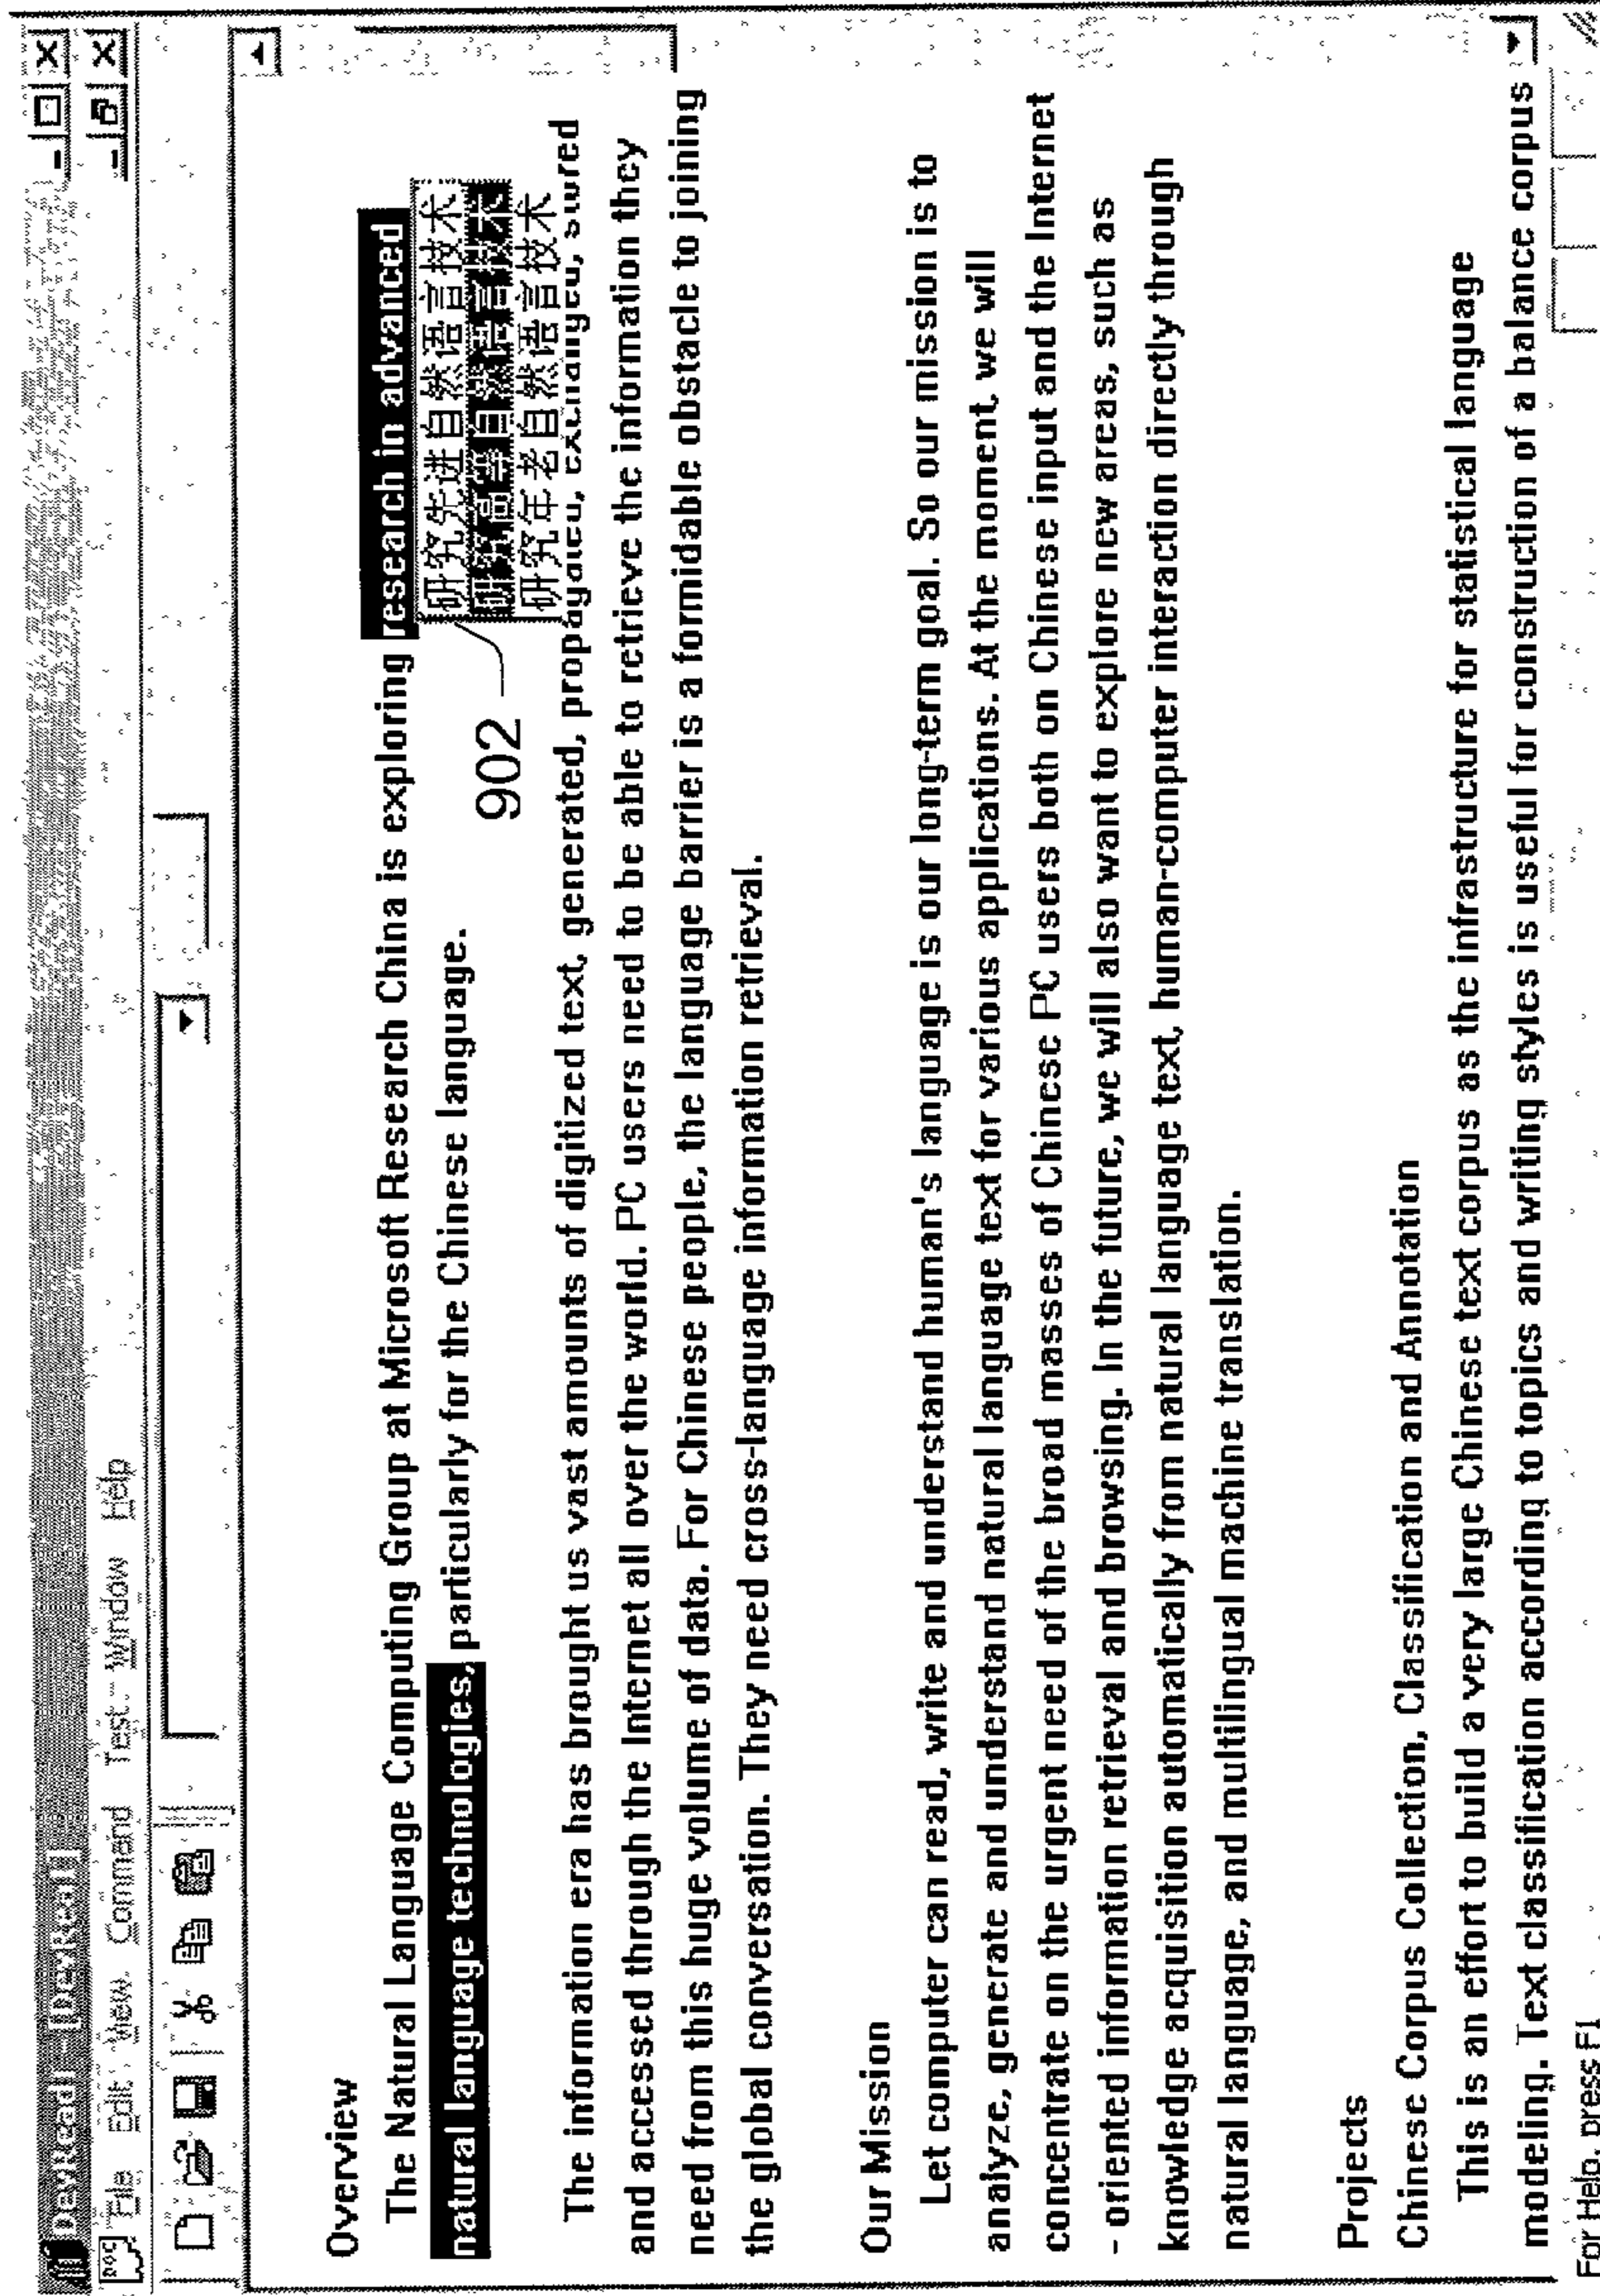 DevRead - [DevRea1]
File Edit View Command Test Window Help
Overview
The Natural Language Computing Group at Microsoft Research China is exploring research in advanced
研究先进自然语言技术
natural language technologies, particularly for the Chinese language.
研究高等自然语言技术
902
研究年老自然语言技术
The information era has brought us vast amounts of digitized text, generated, propagated, exchanged,
and accessed through the Internet all over the world. PC users need to be able to retrieve the information they
need from this huge volume of data. For Chinese people, the language barrier is a formidable obstacle to joining
the global conversation. They need cross-language information retrieval.
Our Mission
Let computer can read, write and understand human's language is our long-term goal. So our mission is to
analyze, generate and understand natural language text for various applications. At the moment, we will
concentrate on the urgent need of the broad masses of Chinese PC users both on Chinese input and the Internet
- oriented information retrieval and browsing. In the future, we will also want to explore new areas, such as
knowledge acquisition automatically from natural language text, human-computer interaction directly through
natural language, and multilingual machine translation.
Projects
Chinese Corpus Collection, Classification and Annotation
This is an effort to build a very large Chinese text corpus as the infrastructure for statistical language
modeling. Text classification according to topics and writing styles is useful for construction of a balance corpus
For Help, press F1